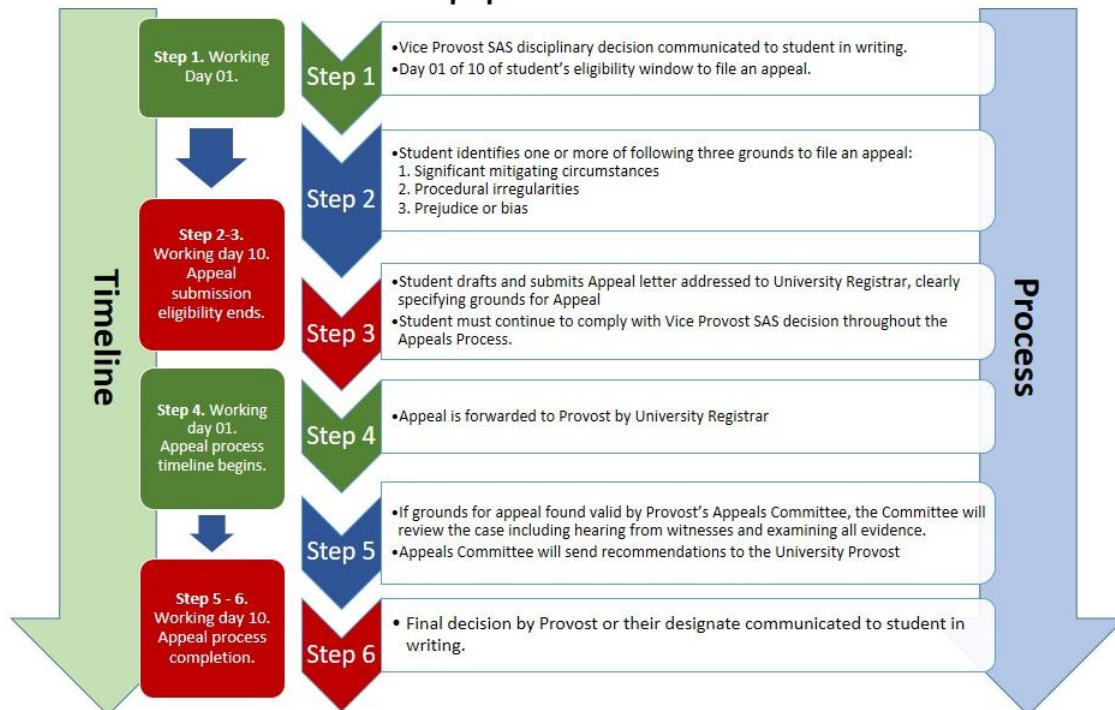 Timeline
Step 1. Working
Day 01.
Step 2-3.
Working day 10.
Appeal
submission
eligibility ends.
Step 4. Working
day 01.
Appeal process
timeline begins.
Step 5 - 6.
Working day 10.
Appeal process
completion.
Step 1
•Vice Provost SAS disciplinary decision communicated to student in writing.
•Day 01 of 10 of student's eligibility window to file an appeal.
Step 2
•Student identifies one or more of following three grounds to file an appeal:
1. Significant mitigating circumstances
2. Procedural irregularities
3. Prejudice or bias
Step 3
•Student drafts and submits Appeal letter addressed to University Registrar, clearly
specifying grounds for Appeal
•Student must continue to comply with Vice Provost SAS decision throughout the
Appeals Process.
Step 4
•Appeal is forwarded to Provost by University Registrar
Step 5
•If grounds for appeal found valid by Provost's Appeals Committee, the Committee will
review the case including hearing from witnesses and examining all evidence.
•Appeals Committee will send recommendations to the University Provost
Step 6
• Final decision by Provost or their designate communicated to student in
writing.
Process